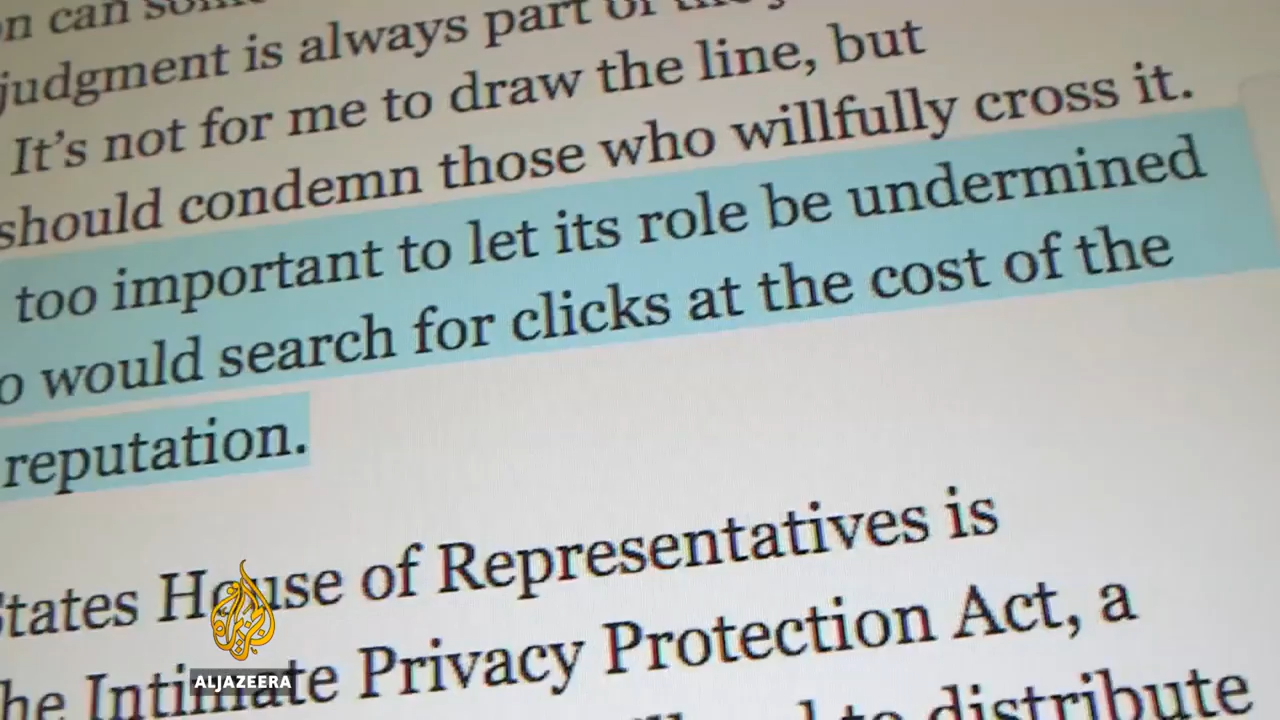 n can
judgment is always part of
It's not for me to draw the line, but
should condemn those who willfully cross it.
too important to let its role be undermined
o would search for clicks at the cost of the
reputation.
States House of Representatives is
he Intimate Privacy Protection Act, a
to distribute
ALJAZEERA